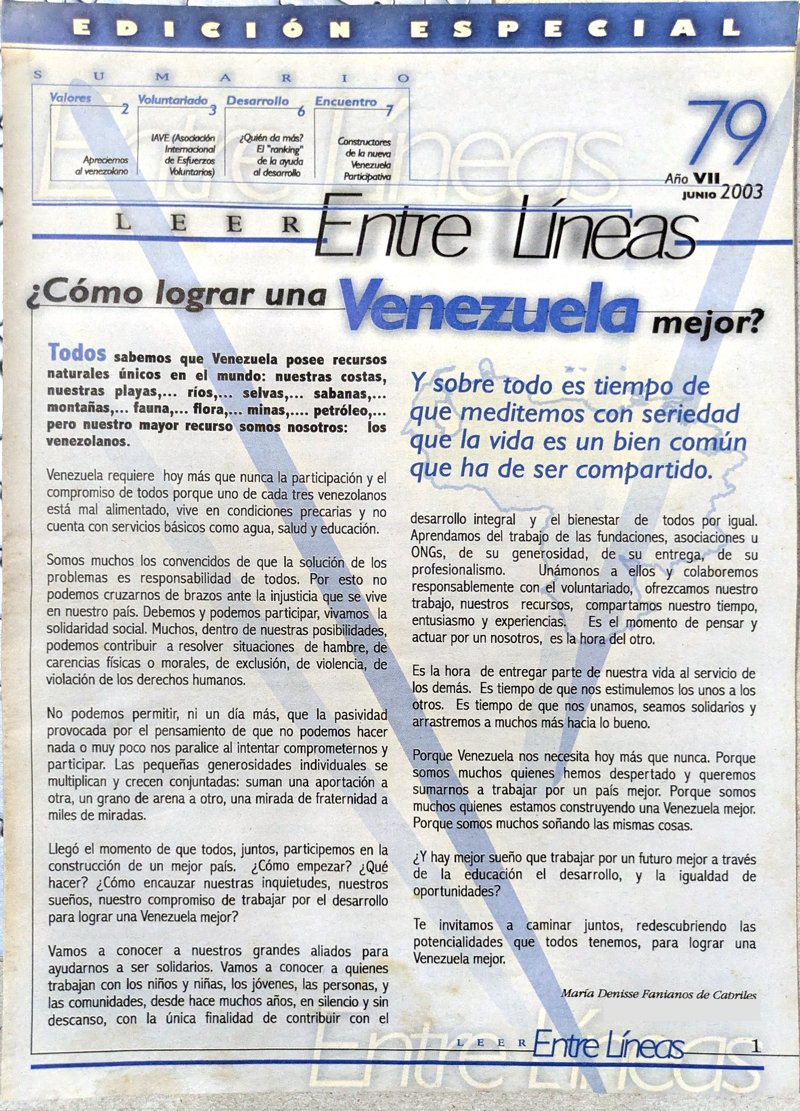 EDICIÓN ESPECIAL
SUMARIO
Valores 2
Apreciemos
al venezolano
Voluntariado 3
IAVE (Asociación
Internacional
de Esfuerzos
Voluntarios)
Desarrollo 6
¿Quién da más?
El "ranking"
de la ayuda
al desarrollo
Encuentro 7
Constructores
de la nueva
Venezuela
Participativa
Entre Líneas
79
Año VII
JUNIO 2003
LEER Entre Líneas
¿Cómo lograr una Venezuela mejor?
Todos sabemos que Venezuela posee recursos
naturales únicos en el mundo: nuestras costas,
nuestras playas,... ríos,... selvas,... sabanas,...
montañas,... fauna,... flora,... minas,.... petróleo,...
pero nuestro mayor recurso somos nosotros: los
venezolanos.
Venezuela requiere hoy más que nunca la participación y el
compromiso de todos porque uno de cada tres venezolanos
está mal alimentado, vive en condiciones precarias y no
cuenta con servicios básicos como agua, salud y educación.
Somos muchos los convencidos de que la solución de los
problemas es responsabilidad de todos. Por esto no
podemos cruzarnos de brazos ante la injusticia que se vive
en nuestro país. Debemos y podemos participar, vivamos la
solidaridad social. Muchos, dentro de nuestras posibilidades,
podemos contribuir a resolver situaciones de hambre, de
carencias físicas o morales, de exclusión, de violencia, de
violación de los derechos humanos.
No podemos permitir, ni un día más, que la pasividad
provocada por el pensamiento de que no podemos hacer
nada o muy poco nos paralice al intentar comprometernos y
participar. Las pequeñas generosidades individuales se
multiplican y crecen conjuntadas: suman una aportación a
otra, un grano de arena a otro, una mirada de fraternidad a
miles de miradas.
Llegó el momento de que todos, juntos, participemos en la
construcción de un mejor país. ¿Cómo empezar? ¿Qué
hacer? ¿Cómo encauzar nuestras inquietudes, nuestros
sueños, nuestro compromiso de trabajar por el desarrollo
para lograr una Venezuela mejor?
Vamos a conocer a nuestros grandes aliados para
ayudarnos a ser solidarios. Vamos a conocer a quienes
trabajan con los niños y niñas, los jóvenes, las personas, y
las comunidades, desde hace muchos años, en silencio y sin
descanso, con la única finalidad de contribuir con el
Y sobre todo es tiempo de
que meditemos con seriedad
que la vida es un bien común
que ha de ser compartido.
desarrollo integral y el bienestar de todos por igual.
Aprendamos del trabajo de las fundaciones, asociaciones u
ONGs, de su generosidad, de su entrega, de su
profesionalismo. Unámonos a ellos y colaboremos
responsablemente con el voluntariado, ofrezcamos nuestro
trabajo, nuestros recursos, compartamos nuestro tiempo,
entusiasmo y experiencias. Es el momento de pensar y
actuar por un nosotros, es la hora del otro.
Es la hora de entregar parte de nuestra vida al servicio de
los demás. Es tiempo de que nos estimulemos los unos a los
otros. Es tiempo de que nos unamos, seamos solidarios y
arrastremos a muchos más hacia lo bueno.
Porque Venezuela nos necesita hoy más que nunca. Porque
somos muchos quienes hemos despertado y queremos
sumarnos a trabajar por un país mejor. Porque somos
muchos quienes estamos construyendo una Venezuela mejor.
Porque somos muchos soñando las mismas cosas.
¿Y hay mejor sueño que trabajar por un futuro mejor a través
de la educación el desarrollo, y la igualdad de
oportunidades?
Te invitamos a caminar juntos, redescubriendo las
potencialidades que todos tenemos, para lograr una
Venezuela mejor.
María Denisse Fanianos de Capriles
Entre Líneas
LEER Entre Líneas 1